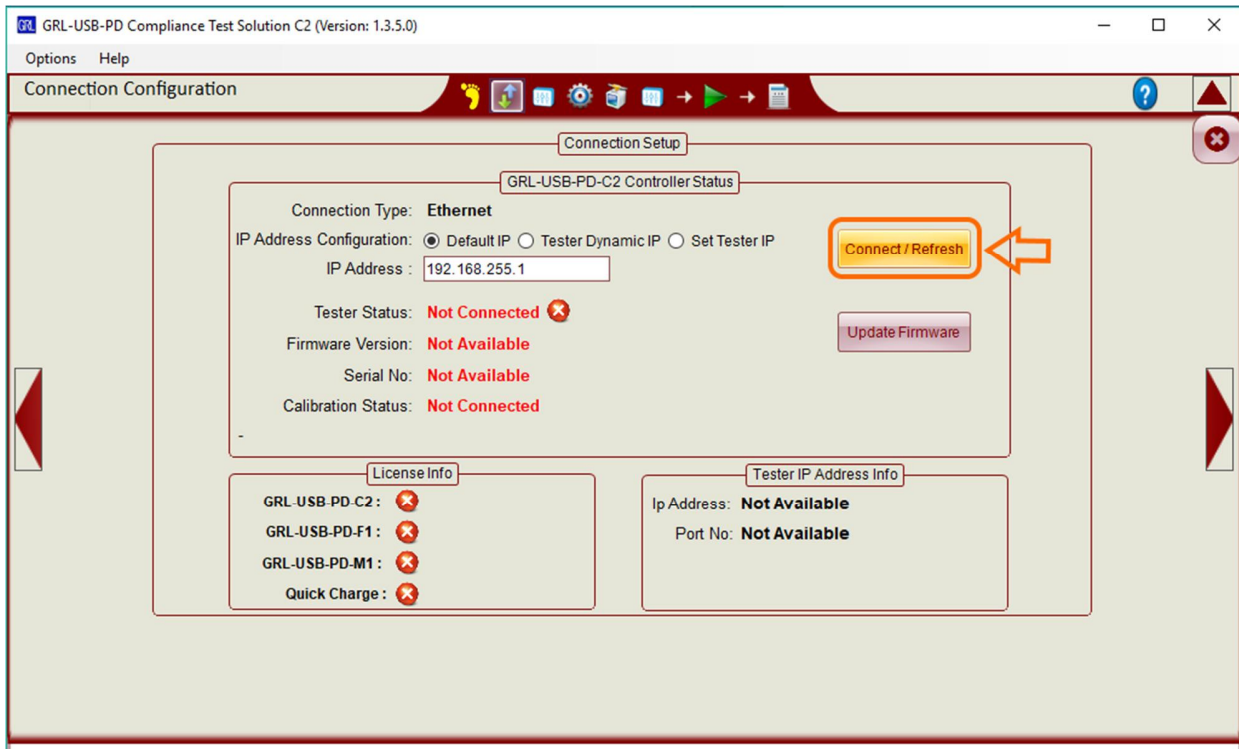 GRL GRL-USB-PD Compliance Test Solution C2 (Version: 1.3.5.0)
Options Help
Connection Configuration
?
Connection Setup
GRL-USB-PD-C2 Controller Status
Connection Type: Ethernet
IP Address Configuration: Default IP Tester Dynamic IP Set Tester IP
Connect / Refresh
IP Address : 192.168.255.1
Tester Status: Not Connected
Update Firmware
Firmware Version: Not Available
Serial No: Not Available
Calibration Status: Not Connected
-
License Info
GRL-USB-PD-C2 :
GRL-USB-PD-F1 :
GRL-USB-PD-M1 :
Quick Charge :
Tester IP Address Info
Ip Address: Not Available
Port No: Not Available